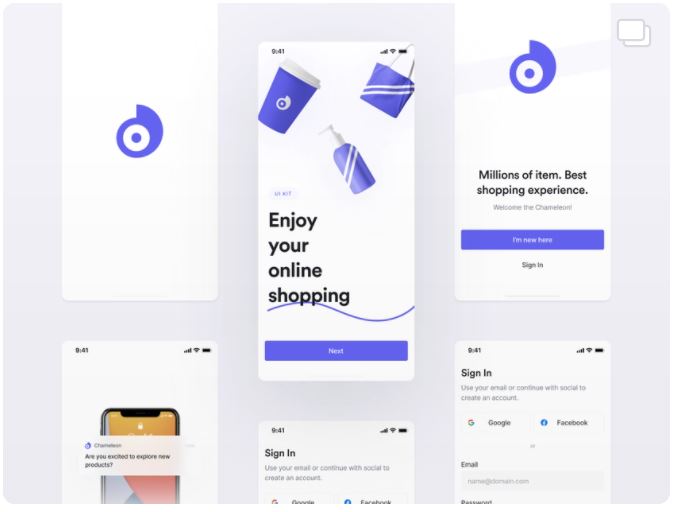 9:41
UI KIT
Enjoy
your
online
shopping
Next
Millions of item. Best
shopping experience.
Welcome the Chameleon!
I'm new here
Sign In
9:41
Chameleon
Are you excited to explore new
products?
9:41
Sign In
Use your email or continue with social to
create an account.
Google
Facebook
9:41
Sign In
Use your email or continue with social to
create an account.
Google
Facebook
or
Email
name@domain.com
Password